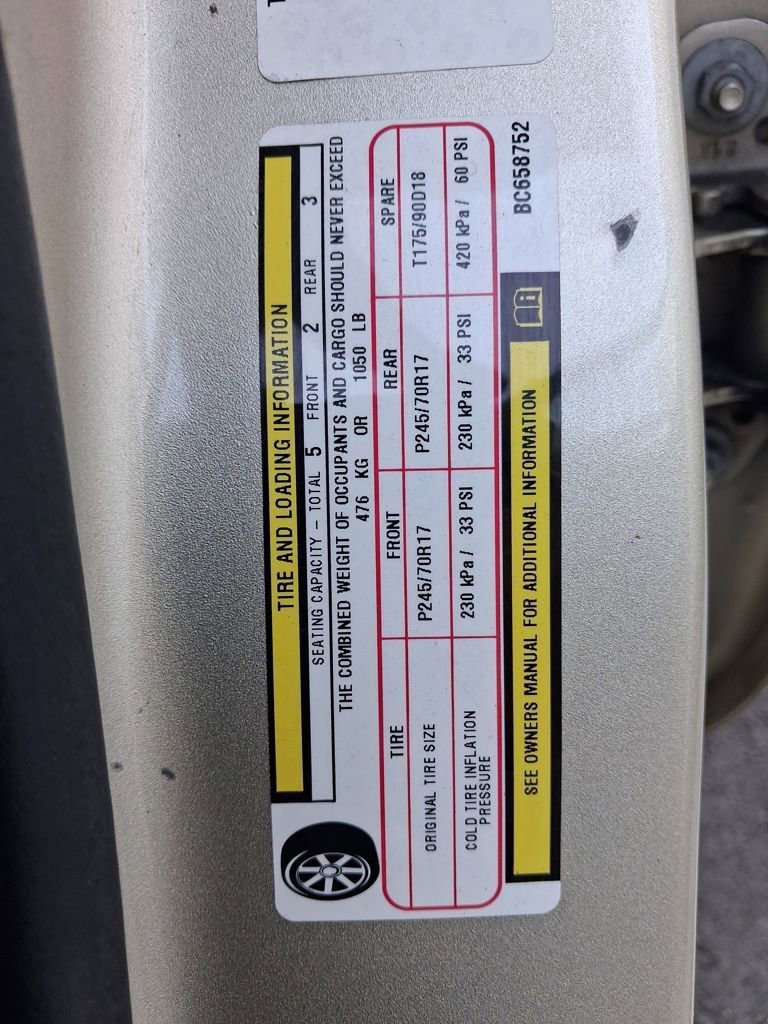 TIRE AND LOADING INFORMATION
SEATING CAPACITY – TOTAL 5 FRONT 2 REAR 3
THE COMBINED WEIGHT OF OCCUPANTS AND CARGO SHOULD NEVER EXCEED
476 KG OR 1050 LB
TIRE FRONT REAR SPARE
ORIGINAL TIRE SIZE P245/70R17 P245/70R17 T175/90D18
COLD TIRE INFLATION PRESSURE 230 kPa / 33 PSI 230 kPa / 33 PSI 420 kPa / 60 PSI
SEE OWNERS MANUAL FOR ADDITIONAL INFORMATION
BC658752